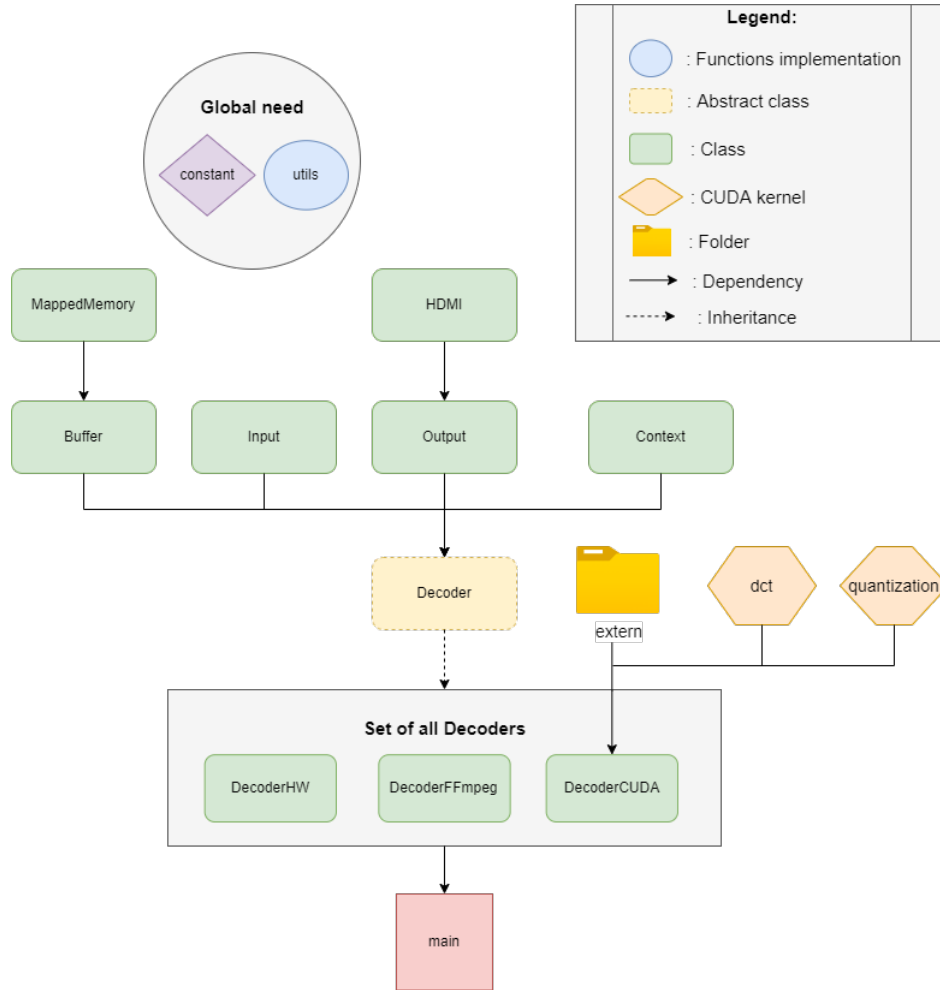 Legend:
: Functions implementation
: Abstract class
: Class
: CUDA kernel
: Folder
: Dependency
: Inheritance
Global need
constant
utils
MappedMemory
HDMI
Buffer
Input
Output
Context
Decoder
extern
dct
quantization
Set of all Decoders
DecoderHW
DecoderFFmpeg
DecoderCUDA
main